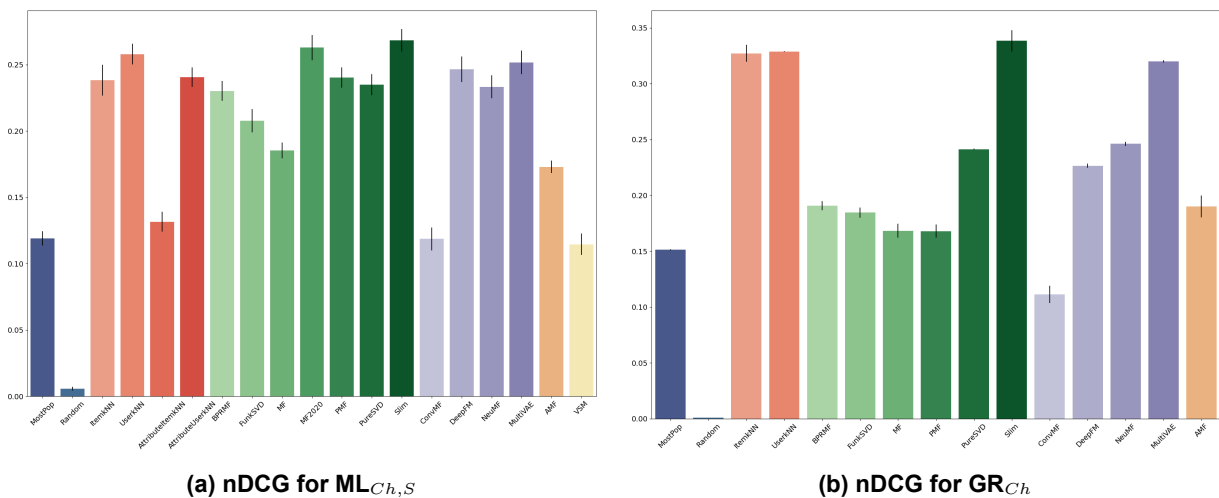 0.25
0.20
0.15
0.10
0.05
0.00
MostPop
Random
ItemkNN
UserkNN
AttributeItemkNN
AttributeUserkNN
BPRMF
FunkSVD
MF
MF2020
PMF
PureSVD
Slim
ConvMF
DeepFM
NeuMF
MultiVAE
AMF
VSM
(a) nDCG for ML_{Ch,S}
0.35
0.30
0.25
0.20
0.15
0.10
0.05
0.00
MostPop
Random
ItemkNN
UserkNN
BPRMF
FunkSVD
MF
PMF
PureSVD
Slim
ConvMF
DeepFM
NeuMF
MultiVAE
AMF
(b) nDCG for GR_{Ch}